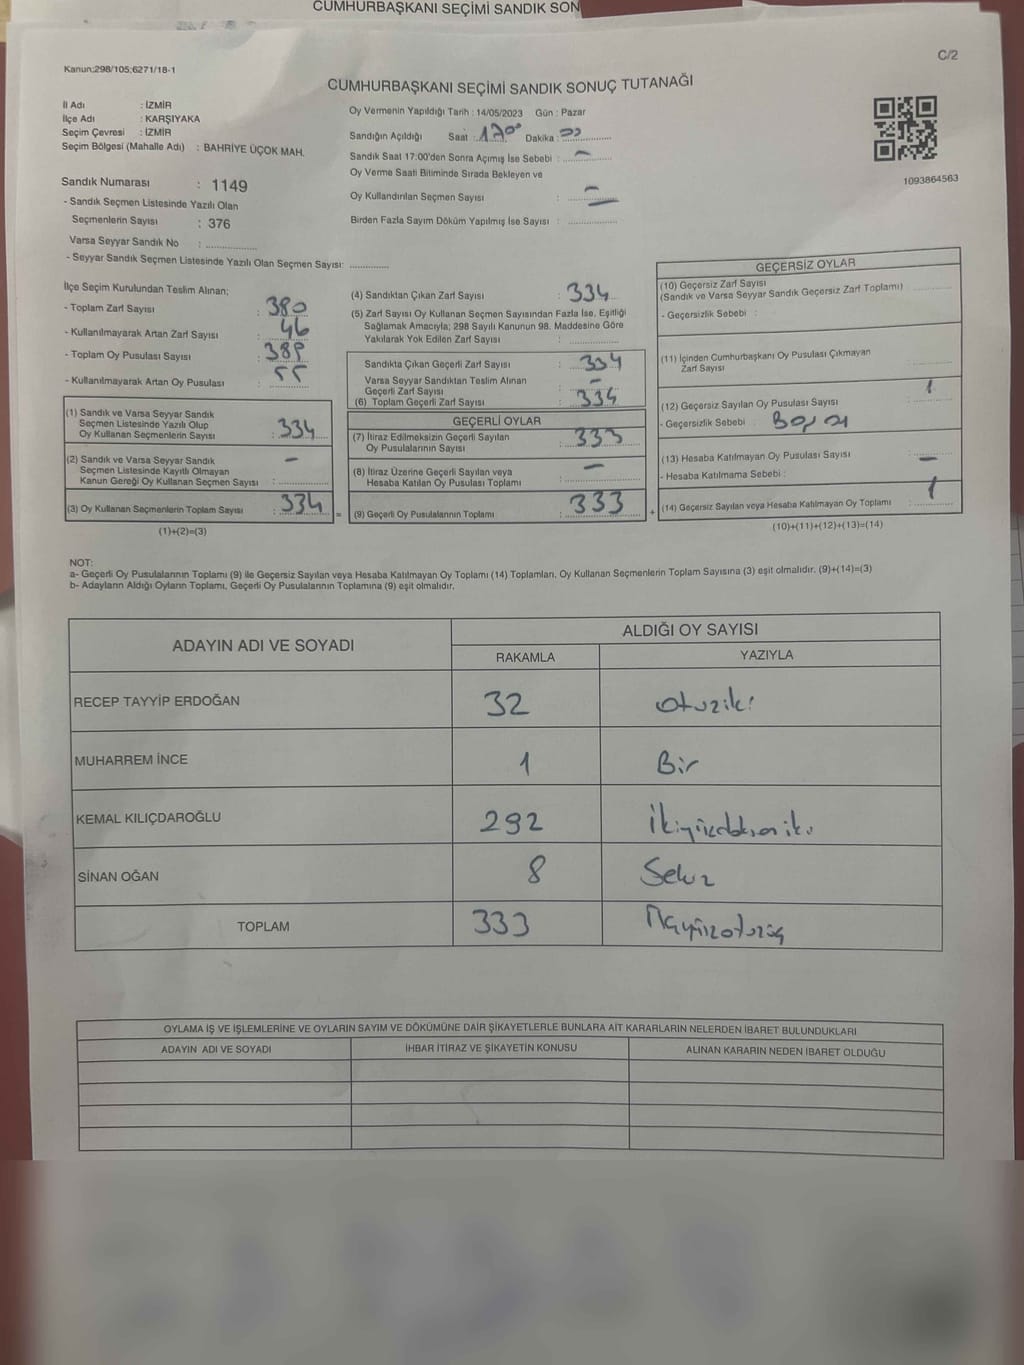 CUMHURBAŞKANI SEÇİMİ SANDIK SON
C/2
Kanun:298/105;6271/18-1
CUMHURBAŞKANI SEÇİMİ SANDIK SONUÇ TUTANAĞI
İl Adı : İZMİR
İlçe Adı : KARŞIYAKA
Seçim Çevresi : İZMİR
Seçim Bölgesi (Mahalle Adı) : BAHRİYE ÜÇOK MAH.
Sandık Numarası : 1149
- Sandık Seçmen Listesinde Yazılı Olan
Seçmenlerin Sayısı : 376
Varsa Seyyar Sandık No :
- Seyyar Sandık Seçmen Listesinde Yazılı Olan Seçmen Sayısı:
Oy Vermenin Yapıldığı Tarih : 14/05/2023 Gün : Pazar
Sandığın Açıldığı Saat : 17.00 Dakika : 00
Sandık Saat 17:00'den Sonra Açımış İse Sebebi : -
Oy Verme Saati Bitiminde Sırada Bekleyen ve
Oy Kullandırılan Seçmen Sayısı : -
Birden Fazla Sayım Döküm Yapılmış İse Sayısı :
1093864563
İlçe Seçim Kurulundan Teslim Alınan;
- Toplam Zarf Sayısı : 380
- Kullanılmayarak Artan Zarf Sayısı : 46
- Toplam Oy Pusulası Sayısı : 389
- Kullanılmayarak Artan Oy Pusulası : 55
(1) Sandık ve Varsa Seyyar Sandık
Seçmen Listesinde Yazılı Olup
Oy Kullanan Seçmenlerin Sayısı : 334
(2) Sandık ve Varsa Seyyar Sandık
Seçmen Listesinde Kayıtlı Olmayan
Kanun Gereği Oy Kullanan Seçmen Sayısı : -
(3) Oy Kullanan Seçmenlerin Toplam Sayısı : 334
(1)+(2)=(3)
(4) Sandıktan Çıkan Zarf Sayısı : 334
(5) Zarf Sayısı Oy Kullanan Seçmen Sayısından Fazla İse, Eşitliği
Sağlamak Amacıyla; 298 Sayılı Kanunun 98. Maddesine Göre
Yakılarak Yok Edilen Zarf Sayısı :
Sandıkta Çıkan Geçerli Zarf Sayısı : 334
Varsa Seyyar Sandıktan Teslim Alınan
Geçerli Zarf Sayısı : -
(6) Toplam Geçerli Zarf Sayısı : 334
GEÇERLİ OYLAR
(7) İtiraz Edilmeksizin Geçerli Sayılan
Oy Pusulalarının Sayısı : 333
(8) İtiraz Üzerine Geçerli Sayılan veya
Hesaba Katılan Oy Pusulası Toplamı : -
(9) Geçerli Oy Pusulalarının Toplamı : 333
GEÇERSİZ OYLAR
(10) Geçersiz Zarf Sayısı
(Sandık ve Varsa Seyyar Sandık Geçersiz Zarf Toplamı)
- Geçersizlik Sebebi :
(11) İçinden Cumhurbaşkanı Oy Pusulası Çıkmayan
Zarf Sayısı :
(12) Geçersiz Sayılan Oy Pusulası Sayısı : 1
- Geçersizlik Sebebi :
(13) Hesaba Katılmayan Oy Pusulası Sayısı : -
- Hesaba Katılmama Sebebi :
(14) Geçersiz Sayılan veya Hesaba Katılmayan Oy Toplamı : 1
(10)+(11)+(12)+(13)=(14)
NOT:
a- Geçerli Oy Pusulalarının Toplamı (9) ile Geçersiz Sayılan veya Hesaba Katılmayan Oy Toplamı (14) Toplamları, Oy Kullanan Seçmenlerin Toplam Sayısına (3) eşit olmalıdır. (9)+(14)=(3)
b- Adayların Aldığı Oyların Toplamı, Geçerli Oy Pusulalarının Toplamına (9) eşit olmalıdır.
ADAYIN ADI VE SOYADI ALDIĞI OY SAYISI
RAKAMLA YAZIYLA
RECEP TAYYİP ERDOĞAN 32 otuziki
MUHARREM İNCE 1 Bir
KEMAL KILIÇDAROĞLU 292 İkiyüzdoksaniki
SİNAN OĞAN 8 Sekiz
TOPLAM 333
OYLAMA İŞ VE İŞLEMLERİNE VE OYLARIN SAYIM VE DÖKÜMÜNE DAİR ŞİKAYETLERLE BUNLARA AİT KARARLARIN NELERDEN İBARET BULUNDUKLARI
ADAYIN ADI VE SOYADI İHBAR İTİRAZ VE ŞİKAYETİN KONUSU ALINAN KARARIN NEDEN İBARET OLDUĞU